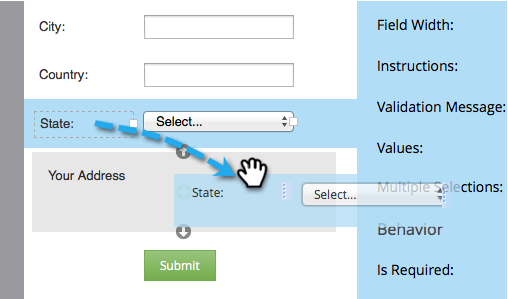 City:
Country:
State: Select...
Your Address
State: Select...
Submit
Field Width:
Instructions:
Validation Message:
Values:
Multiple Selections:
Behavior
Is Required: